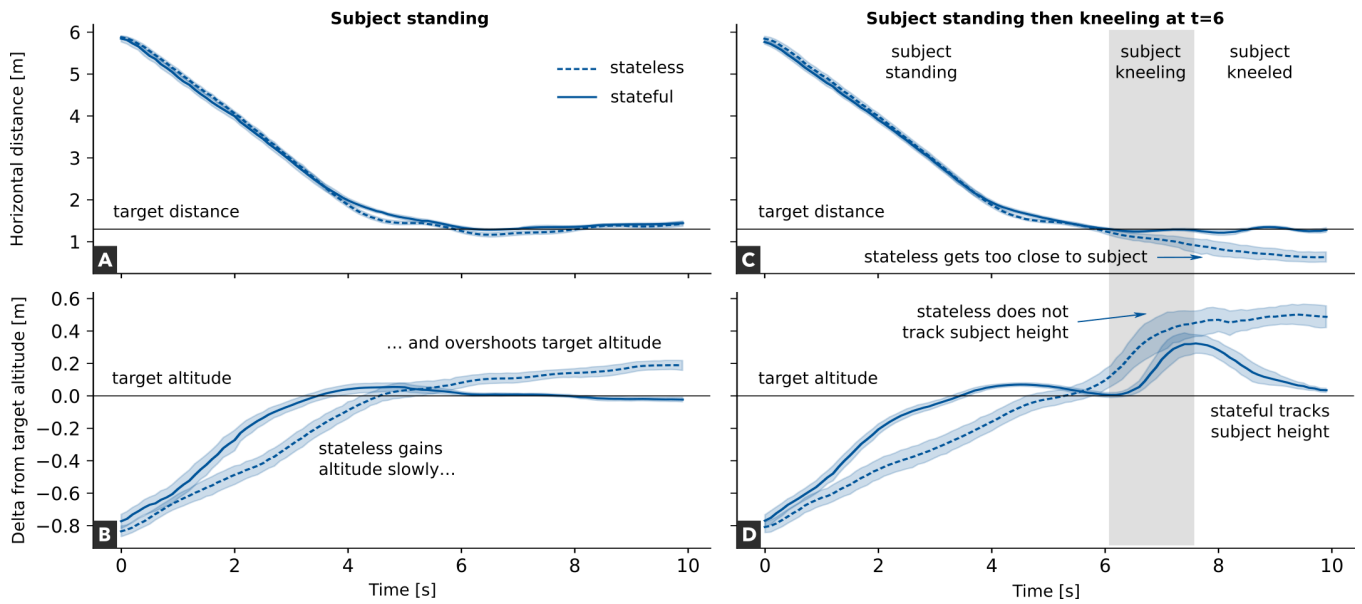 Subject standing
Subject standing then kneeling at t=6
Horizontal distance [m]
6
5
4
3
2
1
stateless
stateful
target distance
A
subject
standing
subject
kneeling
subject
kneeled
target distance
stateless gets too close to subject
C
Delta from target altitude [m]
0.6
0.4
0.2
0.0
−0.2
−0.4
−0.6
−0.8
… and overshoots target altitude
target altitude
stateless gains
altitude slowly…
B
0
2
4
6
8
10
Time [s]
stateless does not
track subject height
target altitude
stateful tracks
subject height
D
0
2
4
6
8
10
Time [s]